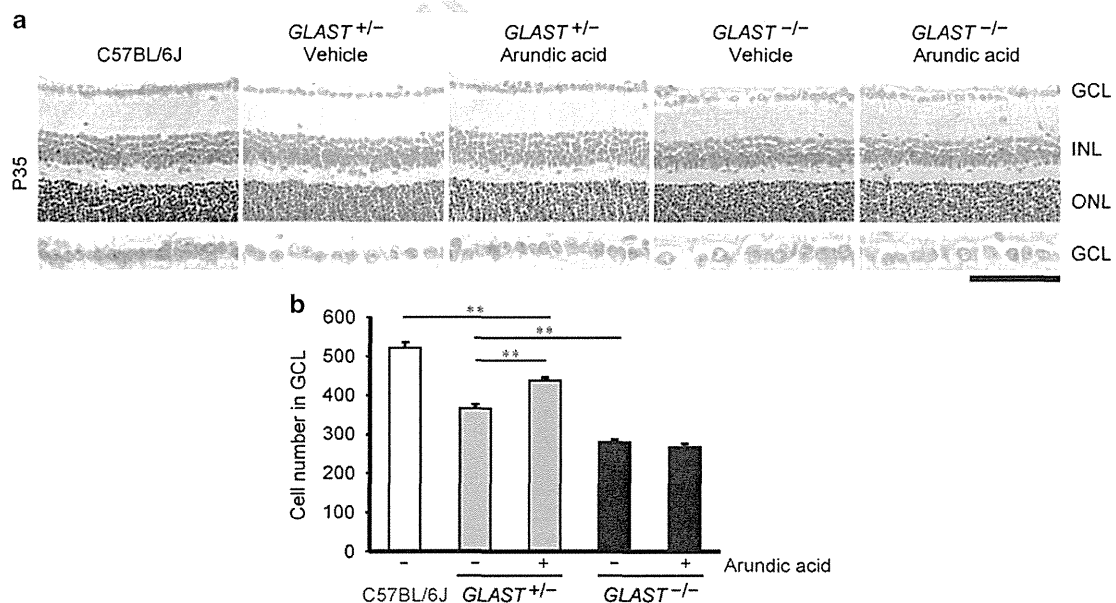 a
C57BL/6J
GLAST +/−
Vehicle
GLAST +/−
Arundic acid
GLAST −/−
Vehicle
GLAST −/−
Arundic acid
P35
GCL
INL
ONL
GCL
b
Cell number in GCL
600
500
400
300
200
100
0
**
**
**
− − + − + Arundic acid
C57BL/6J GLAST +/− GLAST −/−